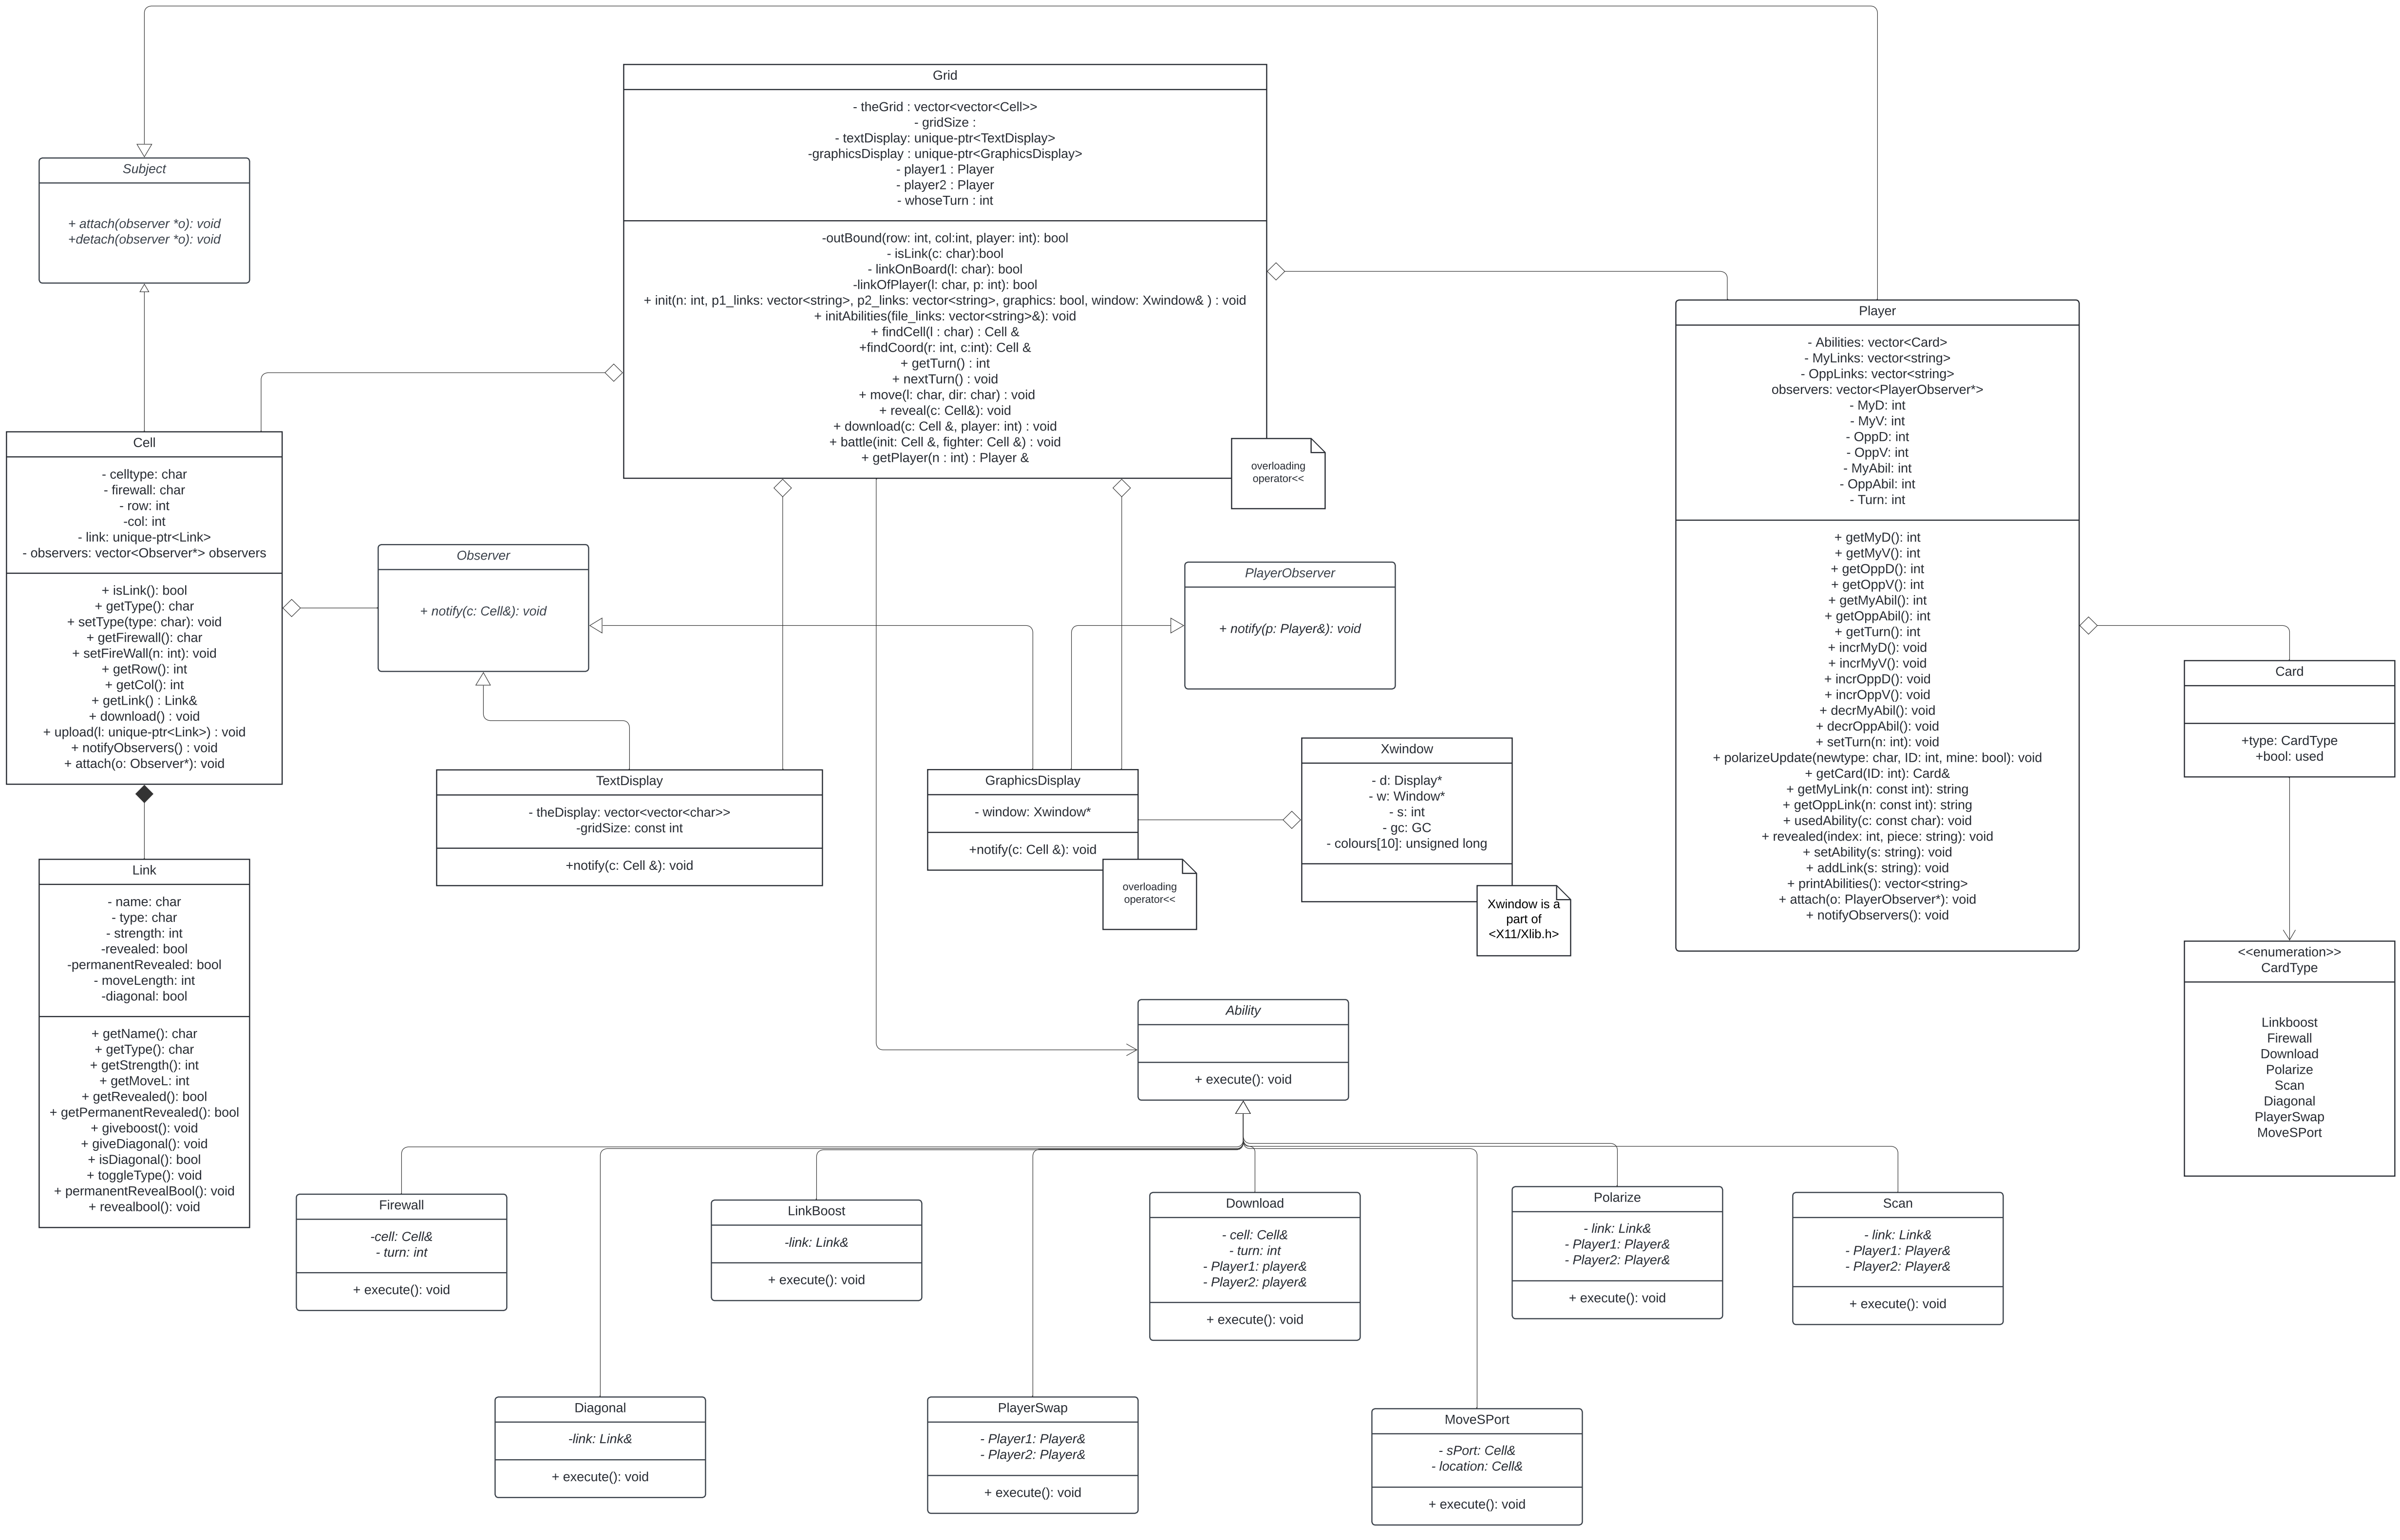 Grid
- theGrid : vector<vector<Cell>>
- gridSize :
- textDisplay: unique-ptr<TextDisplay>
-graphicsDisplay : unique-ptr<GraphicsDisplay>
- player1 : Player
- player2 : Player
- whoseTurn : int
-outBound(row: int, col:int, player: int): bool
- isLink(c: char):bool
- linkOnBoard(l: char): bool
-linkOfPlayer(l: char, p: int): bool
+ init(n: int, p1_links: vector<string>, p2_links: vector<string>, graphics: bool, window: Xwindow& ) : void
+ initAbilities(file_links: vector<string>&): void
+ findCell(l : char) : Cell &
+findCoord(r: int, c:int): Cell &
+ getTurn() : int
+ nextTurn() : void
+ move(l: char, dir: char) : void
+ reveal(c: Cell&): void
+ download(c: Cell &, player: int) : void
+ battle(init: Cell &, fighter: Cell &) : void
+ getPlayer(n : int) : Player &
overloading
operator<<
Subject
+ attach(observer *o): void
+detach(observer *o): void
Player
- Abilities: vector<Card>
- MyLinks: vector<string>
- OppLinks: vector<string>
observers: vector<PlayerObserver*>
- MyD: int
- MyV: int
- OppD: int
- OppV: int
- MyAbil: int
- OppAbil: int
- Turn: int
+ getMyD(): int
+ getMyV(): int
+ getOppD(): int
+ getOppV(): int
+ getMyAbil(): int
+ getOppAbil(): int
+ getTurn(): int
+ incrMyD(): void
+ incrMyV(): void
+ incrOppD(): void
+ incrOppV(): void
+ decrMyAbil(): void
+ decrOppAbil(): void
+ setTurn(n: int): void
+ polarizeUpdate(newtype: char, ID: int, mine: bool): void
+ getCard(ID: int): Card&
+ getMyLink(n: const int): string
+ getOppLink(n: const int): string
+ usedAbility(c: const char): void
+ revealed(index: int, piece: string): void
+ setAbility(s: string): void
+ addLink(s: string): void
+ printAbilities(): vector<string>
+ attach(o: PlayerObserver*): void
+ notifyObservers(): void
Cell
- celltype: char
- firewall: char
- row: int
-col: int
- link: unique-ptr<Link>
- observers: vector<Observer*> observers
+ isLink(): bool
+ getType(): char
+ setType(type: char): void
+ getFirewall(): char
+ setFireWall(n: int): void
+ getRow(): int
+ getCol(): int
+ getLink() : Link&
+ download() : void
+ upload(l: unique-ptr<Link>) : void
+ notifyObservers() : void
+ attach(o: Observer*): void
Observer
+ notify(c: Cell&): void
PlayerObserver
+ notify(p: Player&): void
Card
+type: CardType
+bool: used
TextDisplay
- theDisplay: vector<vector<char>>
-gridSize: const int
+notify(c: Cell &): void
GraphicsDisplay
- window: Xwindow*
+notify(c: Cell &): void
overloading
operator<<
Xwindow
- d: Display*
- w: Window*
- s: int
- gc: GC
- colours[10]: unsigned long
Xwindow is a
part of
<X11/Xlib.h>
Link
- name: char
- type: char
- strength: int
-revealed: bool
-permanentRevealed: bool
- moveLength: int
-diagonal: bool
+ getName(): char
+ getType(): char
+ getStrength(): int
+ getMoveL: int
+ getRevealed(): bool
+ getPermanentRevealed(): bool
+ giveboost(): void
+ giveDiagonal(): void
+ isDiagonal(): bool
+ toggleType(): void
+ permanentRevealBool(): void
+ revealbool(): void
<<enumeration>>
CardType
Linkboost
Firewall
Download
Polarize
Scan
Diagonal
PlayerSwap
MoveSPort
Ability
+ execute(): void
Firewall
-cell: Cell&
- turn: int
+ execute(): void
LinkBoost
-link: Link&
+ execute(): void
Download
- cell: Cell&
- turn: int
- Player1: player&
- Player2: player&
+ execute(): void
Polarize
- link: Link&
- Player1: Player&
- Player2: Player&
+ execute(): void
Scan
- link: Link&
- Player1: Player&
- Player2: Player&
+ execute(): void
Diagonal
-link: Link&
+ execute(): void
PlayerSwap
- Player1: Player&
- Player2: Player&
+ execute(): void
MoveSPort
- sPort: Cell&
- location: Cell&
+ execute(): void